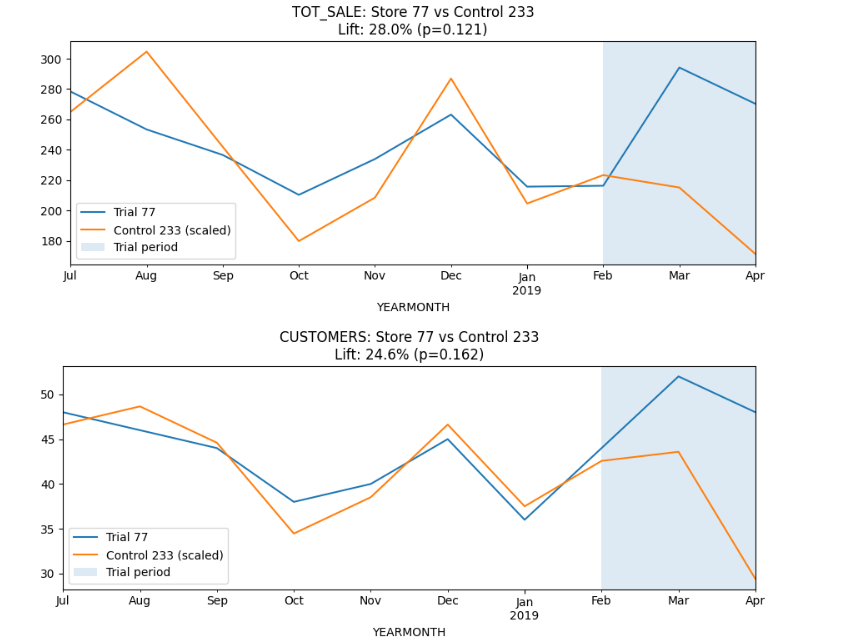 TOT_SALE: Store 77 vs Control 233
Lift: 28.0% (p=0.121)
300
280
260
240
220
200
180
Trial 77
Control 233 (scaled)
Trial period
Jul Aug Sep Oct Nov Dec Jan Feb Mar Apr
2019
YEARMONTH
CUSTOMERS: Store 77 vs Control 233
Lift: 24.6% (p=0.162)
50
45
40
35
30
Trial 77
Control 233 (scaled)
Trial period
Jul Aug Sep Oct Nov Dec Jan Feb Mar Apr
2019
YEARMONTH